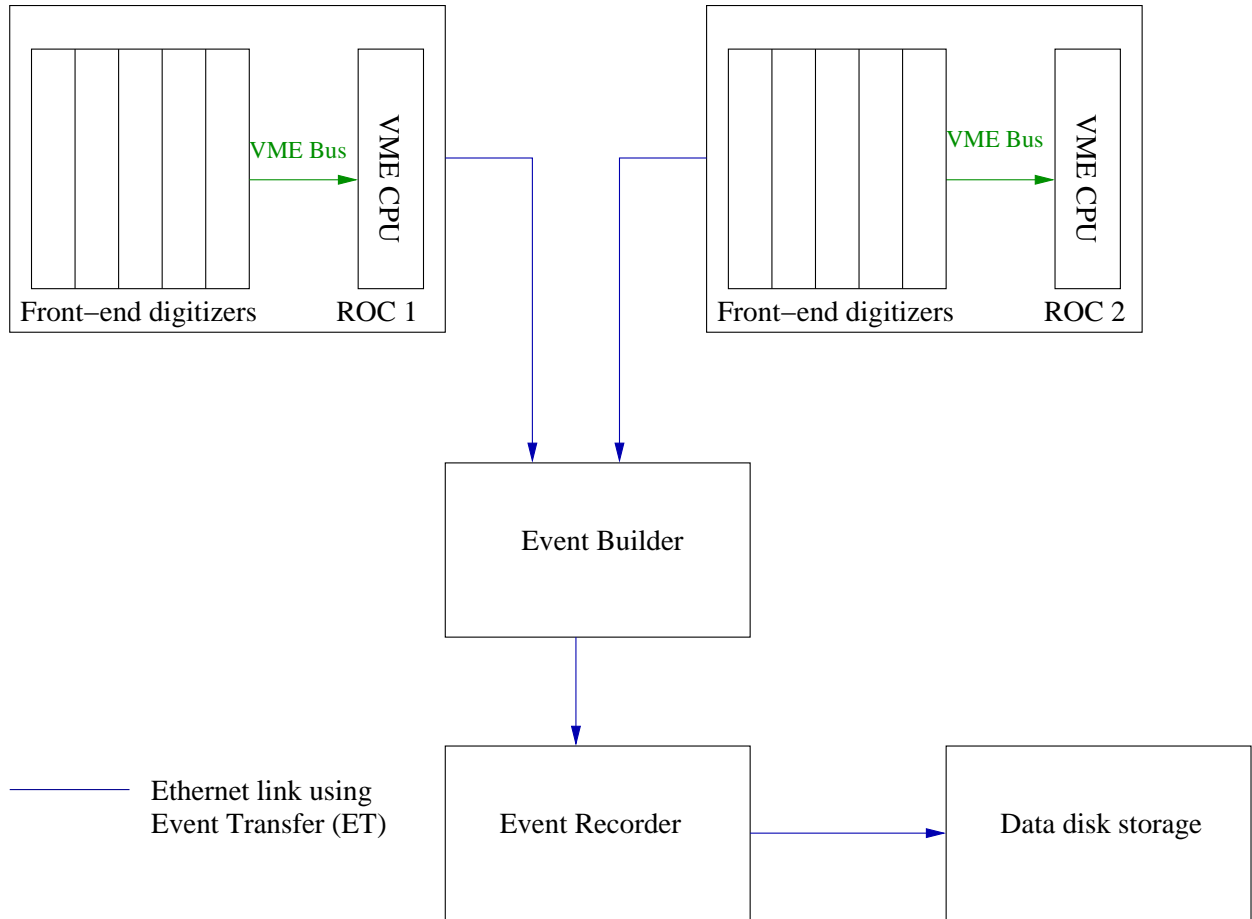 VME Bus
VME CPU
Front−end digitizers
ROC 1
VME Bus
VME CPU
Front−end digitizers
ROC 2
Event Builder
Ethernet link using
Event Transfer (ET)
Event Recorder
Data disk storage